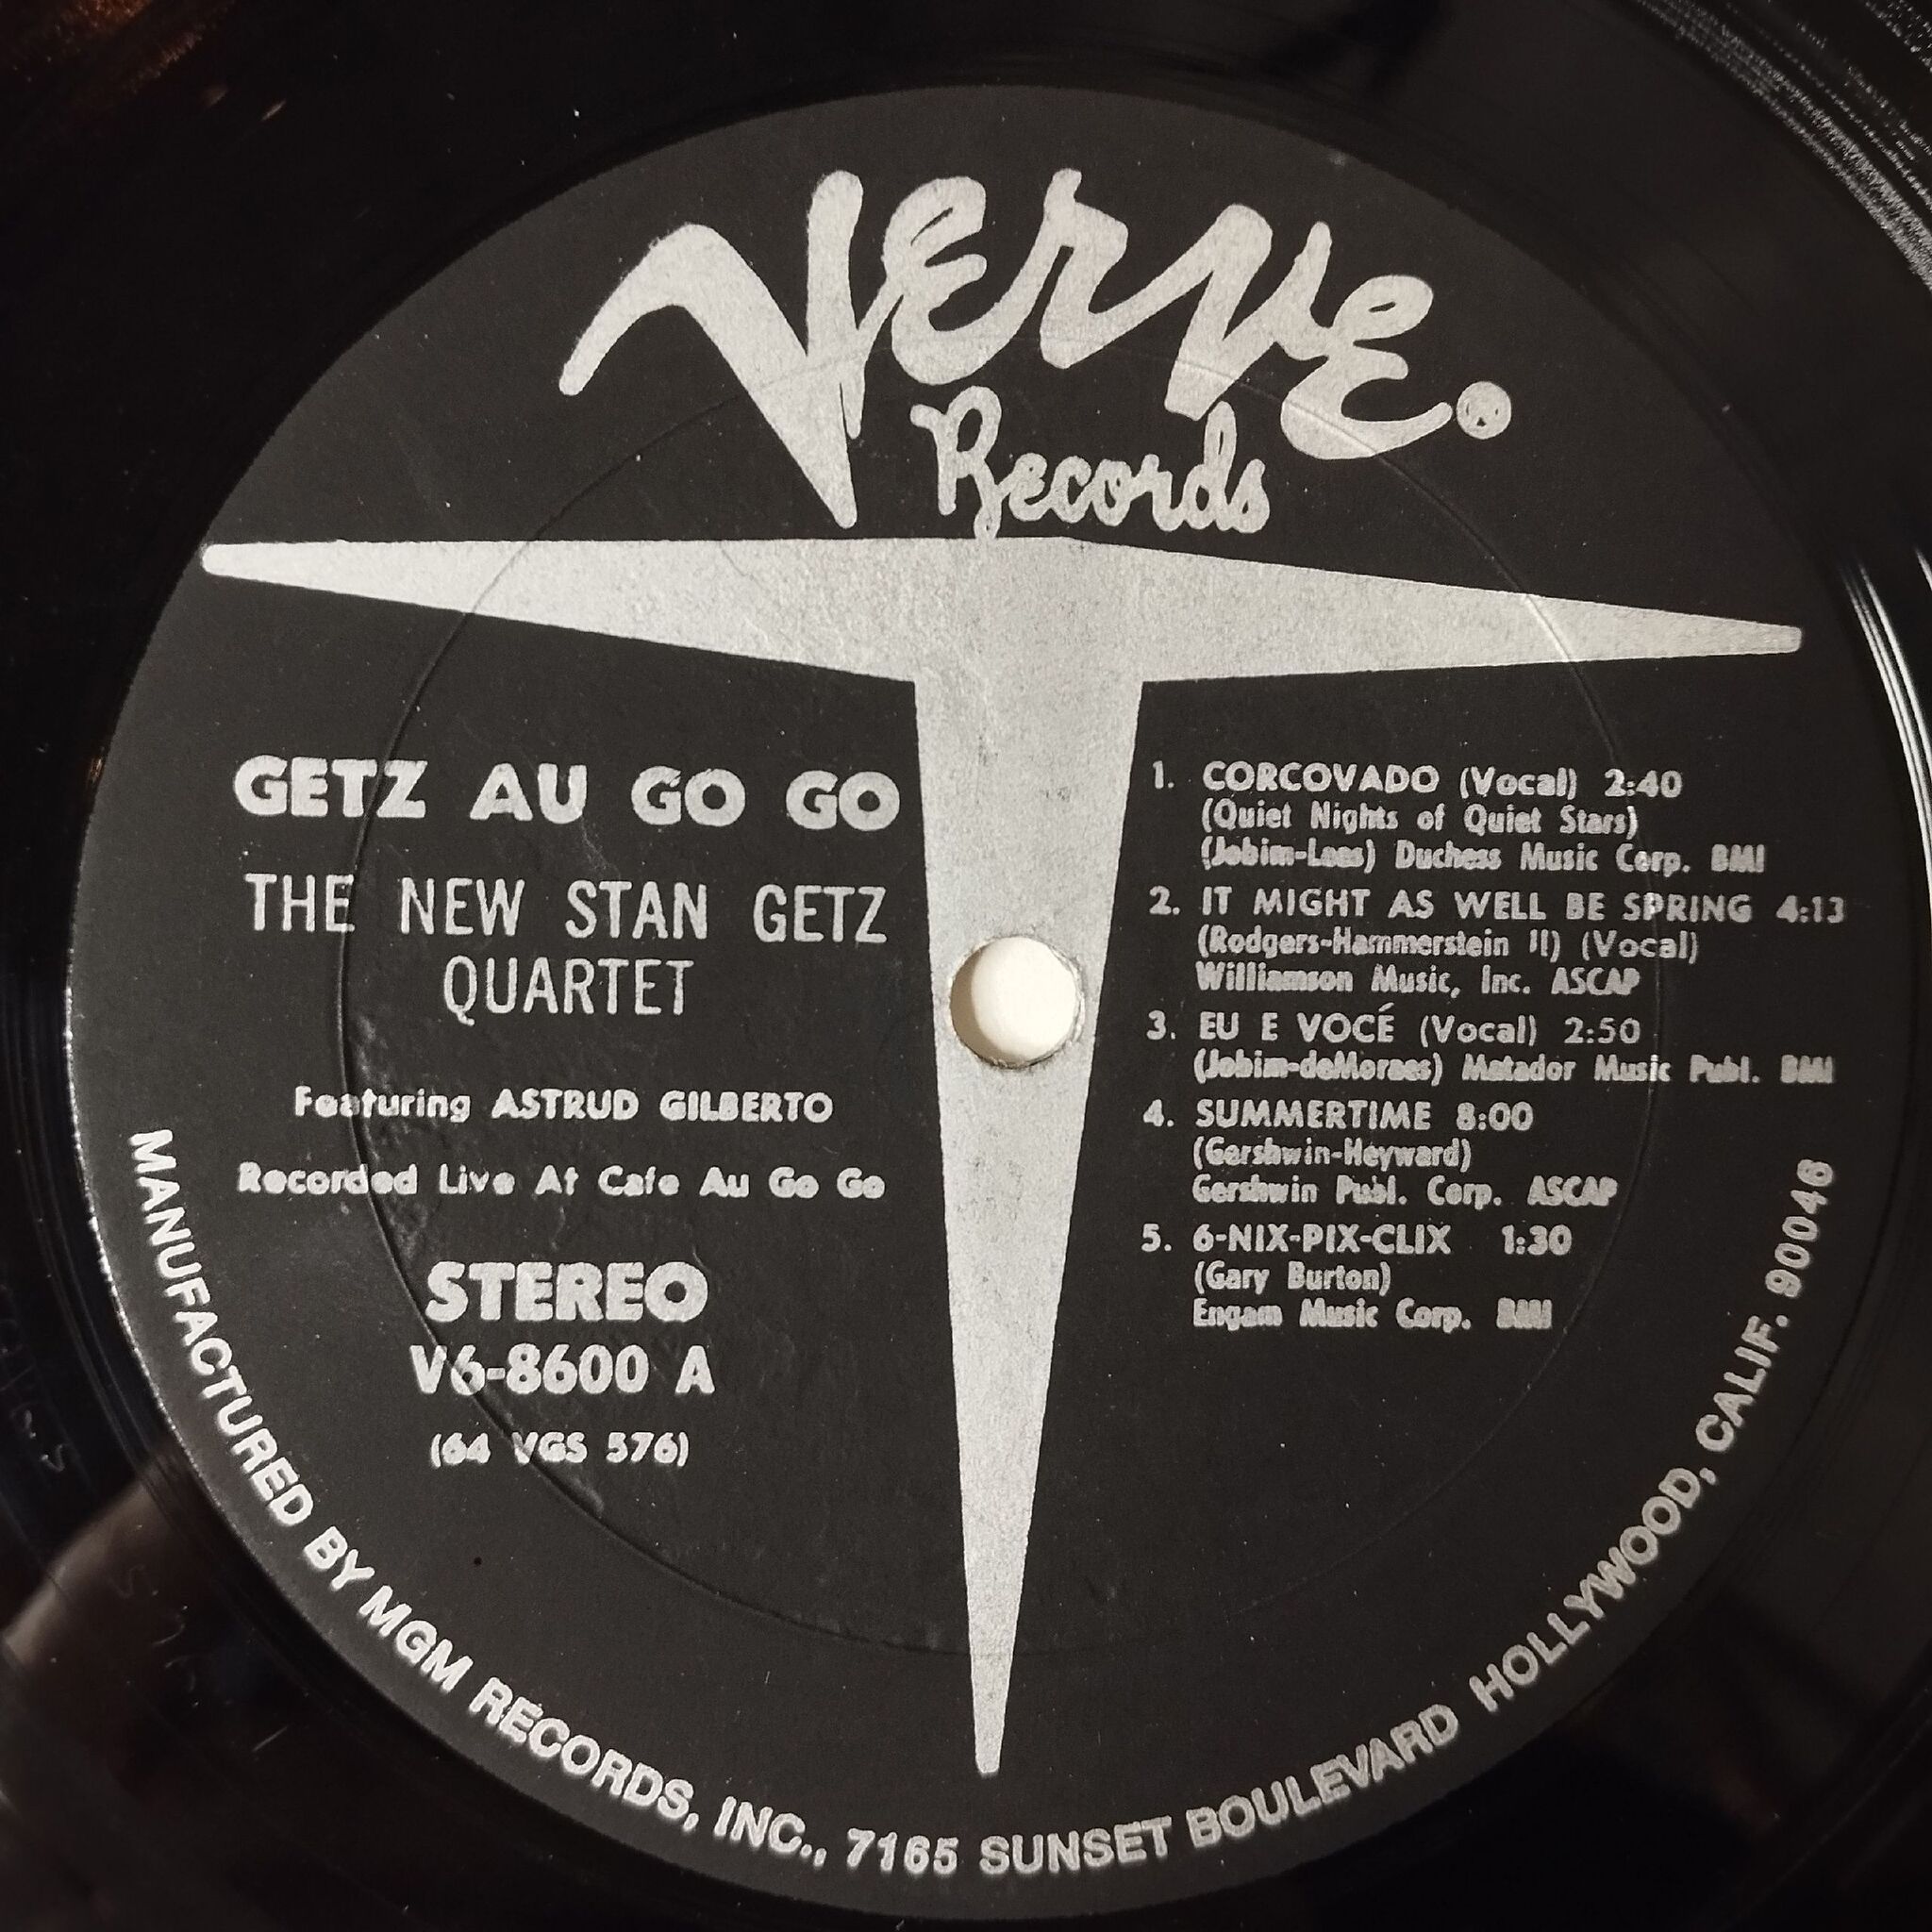 Verve®
Records
GETZ AU GO GO
THE NEW STAN GETZ
QUARTET
Featuring ASTRUD GILBERTO
Recorded Live At Cafe Au Go Go
STEREO
V6-8600 A
(64 VGS 576)
1. CORCOVADO (Vocal) 2:40
(Quiet Nights of Quiet Stars)
(Jobim-Lees) Duchess Music Corp. BMI
2. IT MIGHT AS WELL BE SPRING 4:13
(Rodgers-Hammerstein II) (Vocal)
Williamson Music, Inc. ASCAP
3. EU E VOCÉ (Vocal) 2:50
(Jobim-deMoraes) Matador Music Publ. BMI
4. SUMMERTIME 8:00
(Gershwin-Heyward)
Gershwin Publ. Corp. ASCAP
5. 6-NIX-PIX-CLIX 1:30
(Gary Burton)
Engam Music Corp. BMI
MANUFACTURED BY MGM RECORDS, INC., 7165 SUNSET BOULEVARD HOLLYWOOD, CALIF. 90046